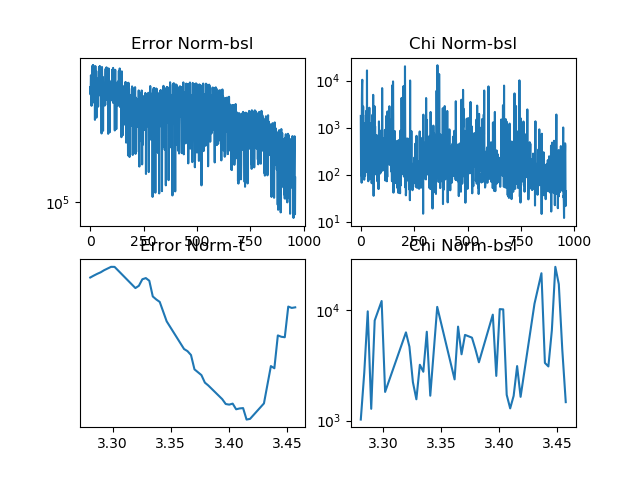 Error Norm-bsl
Chi Norm-bsl
10^5
0 250 500 750 1000
10^4
10^3
10^2
10^1
0 250 500 750 1000
Error Norm-t
Chi Norm-bsl
3.30 3.35 3.40 3.45
10^4
10^3
3.30 3.35 3.40 3.45